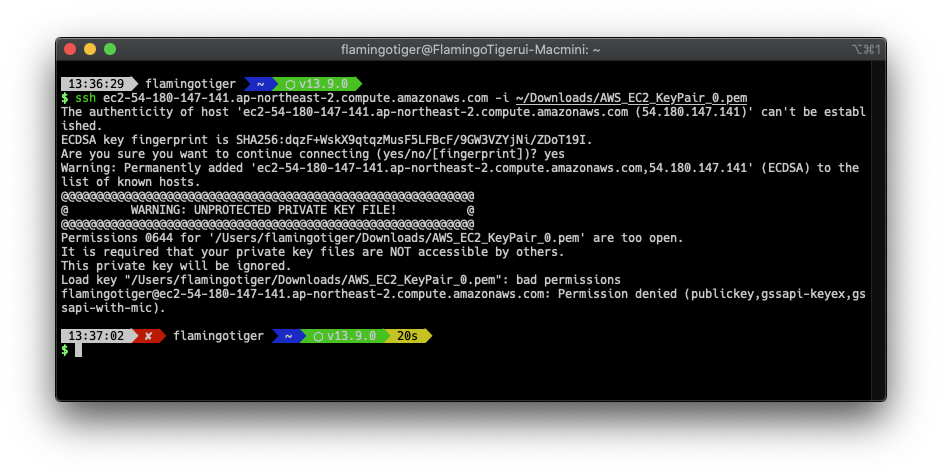 flamingotiger@FlamingoTigerui-Macmini: ~ ⌥⌘1
13:36:29 flamingotiger ~ ⬡ v13.9.0
$ ssh ec2-54-180-147-141.ap-northeast-2.compute.amazonaws.com -i ~/Downloads/AWS_EC2_KeyPair_0.pem
The authenticity of host 'ec2-54-180-147-141.ap-northeast-2.compute.amazonaws.com (54.180.147.141)' can't be establ
ished.
ECDSA key fingerprint is SHA256:dqzF+WskX9qtqzMusF5LFBcF/9GW3VZYjNi/ZDoT19I.
Are you sure you want to continue connecting (yes/no/[fingerprint])? yes
Warning: Permanently added 'ec2-54-180-147-141.ap-northeast-2.compute.amazonaws.com,54.180.147.141' (ECDSA) to the
list of known hosts.
@@@@@@@@@@@@@@@@@@@@@@@@@@@@@@@@@@@@@@@@@@@@@@@@@@@@@@@@@@@
@         WARNING: UNPROTECTED PRIVATE KEY FILE!          @
@@@@@@@@@@@@@@@@@@@@@@@@@@@@@@@@@@@@@@@@@@@@@@@@@@@@@@@@@@@
Permissions 0644 for '/Users/flamingotiger/Downloads/AWS_EC2_KeyPair_0.pem' are too open.
It is required that your private key files are NOT accessible by others.
This private key will be ignored.
Load key "/Users/flamingotiger/Downloads/AWS_EC2_KeyPair_0.pem": bad permissions
flamingotiger@ec2-54-180-147-141.ap-northeast-2.compute.amazonaws.com: Permission denied (publickey,gssapi-keyex,gs
sapi-with-mic).
13:37:02 ✘ flamingotiger ~ ⬡ v13.9.0 20s
$